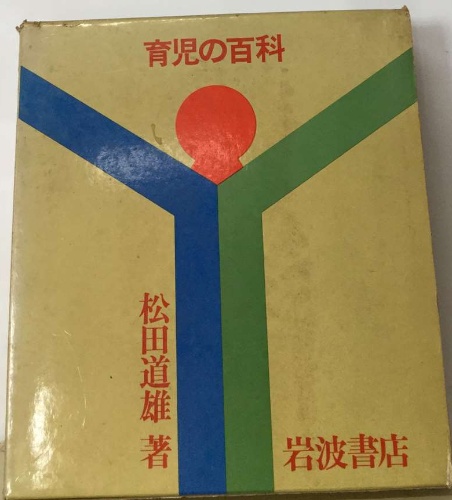 育児の百科
松田道雄 著
岩波書店